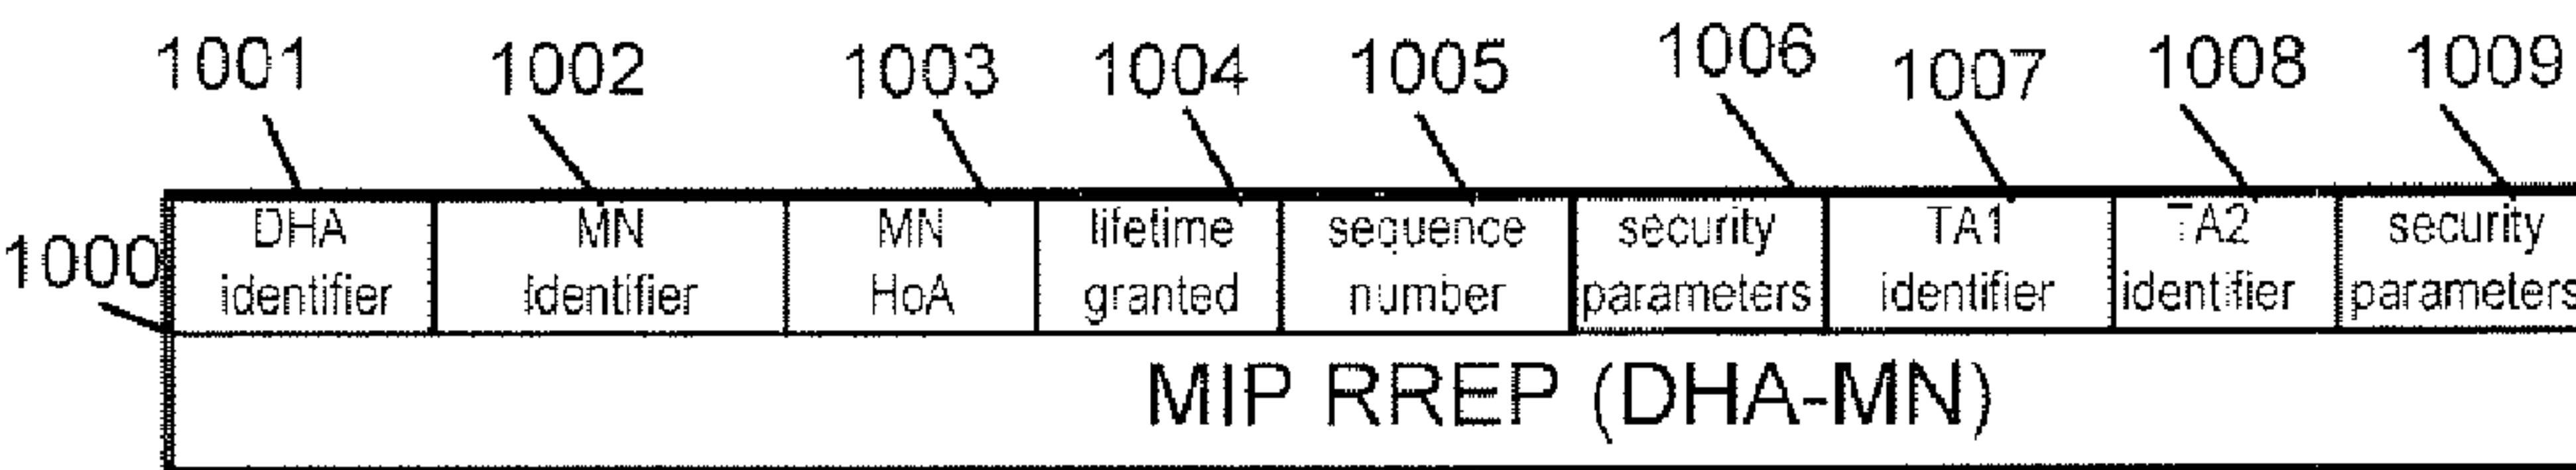 1001 1002 1003 1004 1005 1006 1007 1008 1009
1000
DHA MN MN lifetime sequence security TA1 TA2 security
identifier identifier HoA granted number parameters identifier identifier parameters
MIP RREP (DHA-MN)